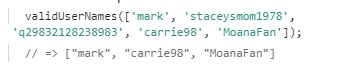 validUserNames(['mark', 'staceysmom1978',
'q29832128238983', 'carrie98', 'MoanaFan']);
// => ["mark", "carrie98", "MoanaFan"]